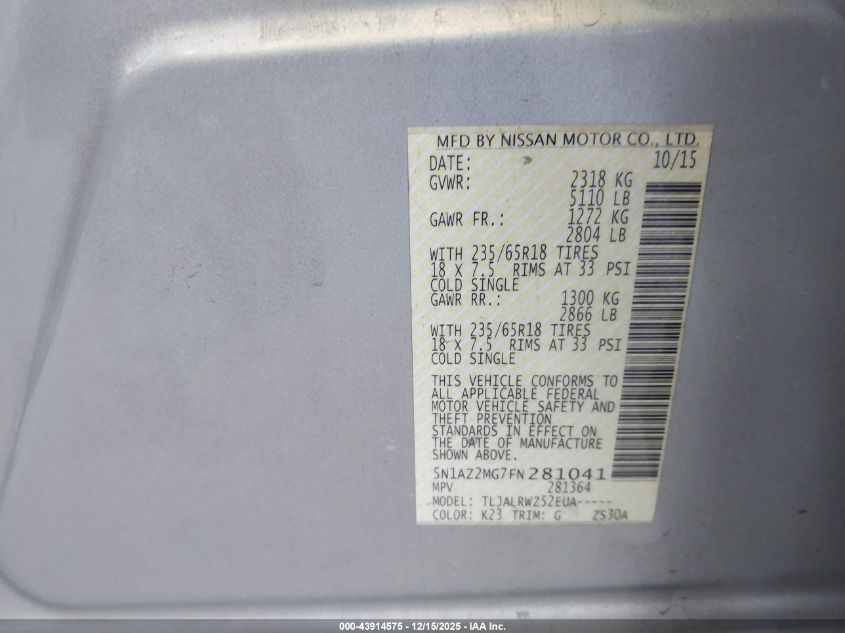 MFD BY NISSAN MOTOR CO., LTD.
DATE: 10/15
GVWR: 2318 KG
5110 LB
GAWR FR.: 1272 KG
2804 LB
WITH 235/65R18 TIRES
18 X 7.5 RIMS AT 33 PSI
COLD SINGLE
GAWR RR.: 1300 KG
2866 LB
WITH 235/65R18 TIRES
18 X 7.5 RIMS AT 33 PSI
COLD SINGLE
THIS VEHICLE CONFORMS TO
ALL APPLICABLE FEDERAL
MOTOR VEHICLE SAFETY AND
THEFT PREVENTION
STANDARDS IN EFFECT ON
THE DATE OF MANUFACTURE
SHOWN ABOVE.
5N1AZ2MG7FN281041
MPV 281364
MODEL: TLJALRWZ52EUA-----
COLOR: K23 TRIM: G ZS30A
000-43914575 - 12/15/2025 - IAA Inc.